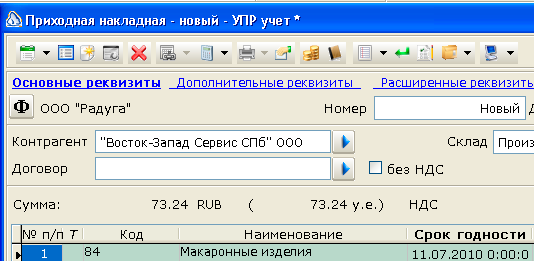 Приходная накладная - новый - УПР учет *
Основные реквизиты Дополнительные реквизиты Расширенные реквизиты
Ф ООО "Радуга" Номер Новый
Контрагент "Восток-Запад Сервис СПб" ООО Склад Произ
Договор без НДС
Сумма: 73.24 RUB ( 73.24 у.е.) НДС
№ п/п Т Код Наименование Срок годности
1 84 Макаронные изделия 11.07.2010 0:00:0